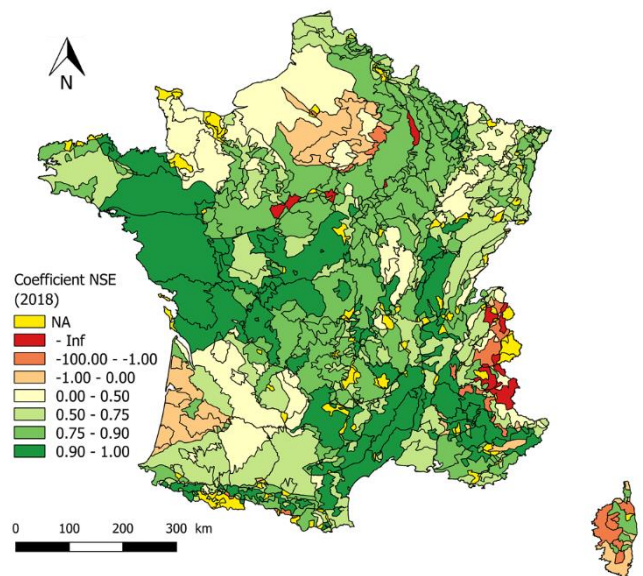 N
Coefficient NSE
(2018)
NA
- Inf
-100.00 - -1.00
-1.00 - 0.00
0.00 - 0.50
0.50 - 0.75
0.75 - 0.90
0.90 - 1.00
0 100 200 300 km